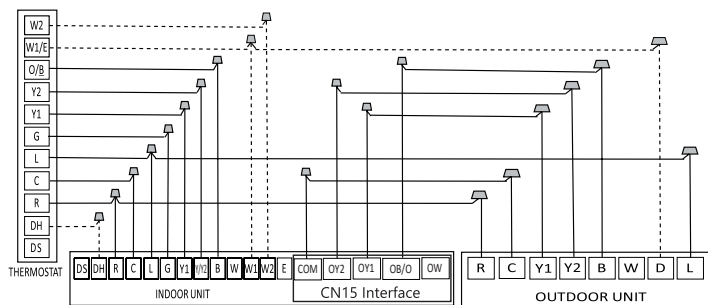 W2
W1/E
O/B
Y2
Y1
G
L
C
R
DH
DS
THERMOSTAT
DS DH R C L G Y1 Y/Y2 B W W1 W2 E COM OY2 OY1 OB/O OW
INDOOR UNIT CN15 Interface
R C Y1 Y2 B W D L
OUTDOOR UNIT